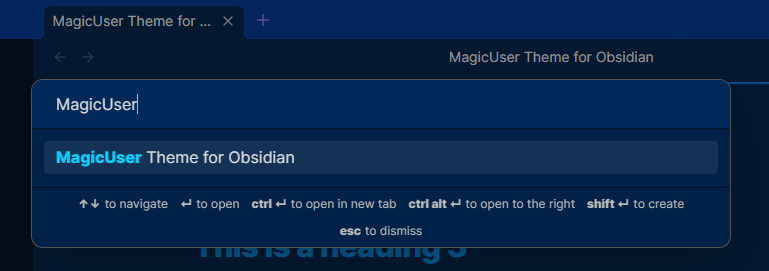 MagicUser Theme for ...
MagicUser Theme for Obsidian
MagicUser
MagicUser Theme for Obsidian
↑↓ to navigate ↵ to open ctrl ↵ to open in new tab ctrl alt ↵ to open to the right shift ↵ to create
esc to dismiss
This is a heading 3